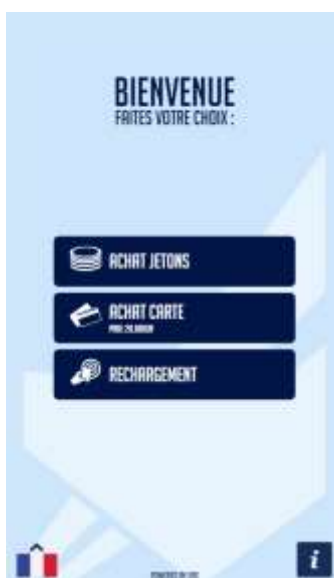 BIENVENUE
FAITES VOTRE CHOIX :
ACHAT JETONS
ACHAT CARTE
RECHARGEMENT
i